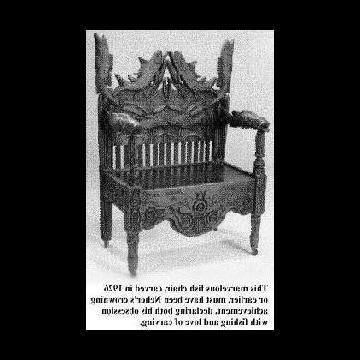 This marvelous fish chair, carved in 1926
or earlier, must have been Neher's crowning
achievement, declaring both his obsession
with fishing and love of carving.